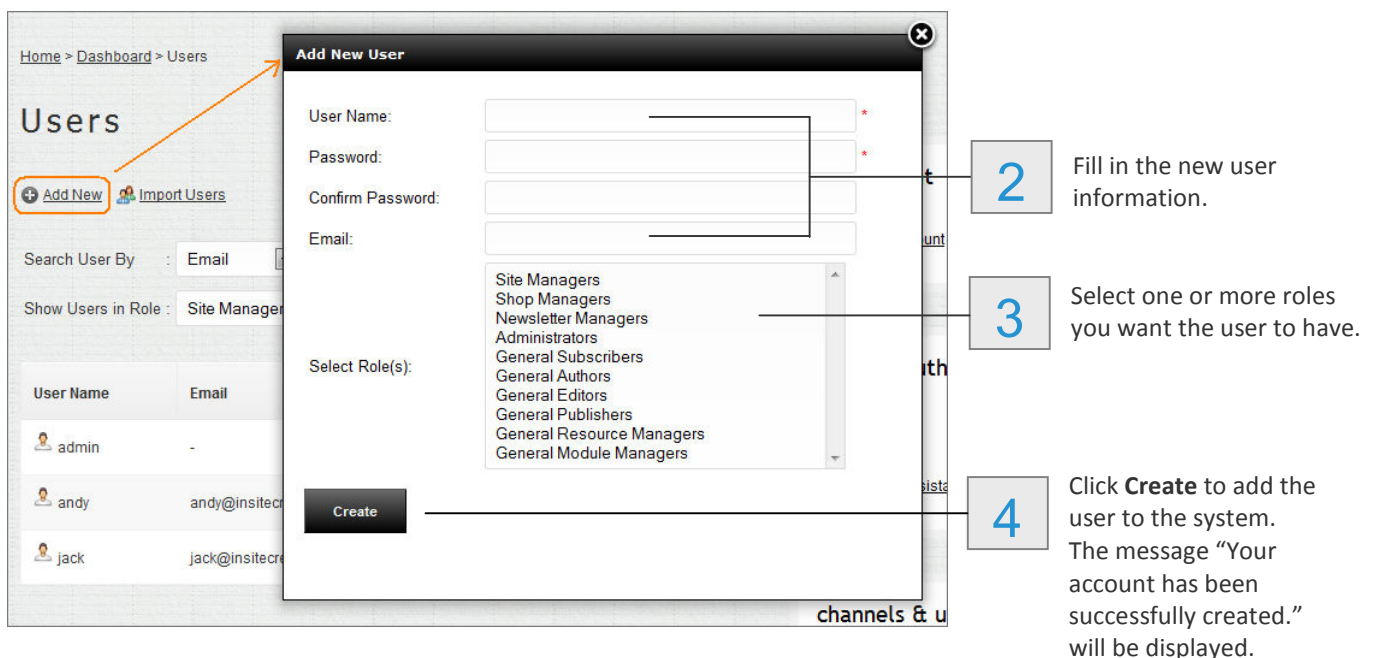 Home > Dashboard > Users
Users
Add New Import Users
Search User By : Email
Show Users in Role : Site Manager
User Name Email
admin -
andy andy@insitecr
jack jack@insitecre
Add New User
User Name: *
Password: *
Confirm Password:
Email:
Select Role(s):
Site Managers
Shop Managers
Newsletter Managers
Administrators
General Subscribers
General Authors
General Editors
General Publishers
General Resource Managers
General Module Managers
Create
t
unt
uth
sista
channels & u
2
Fill in the new user
information.
3
Select one or more roles
you want the user to have.
4
Click Create to add the
user to the system.
The message “Your
account has been
successfully created.”
will be displayed.